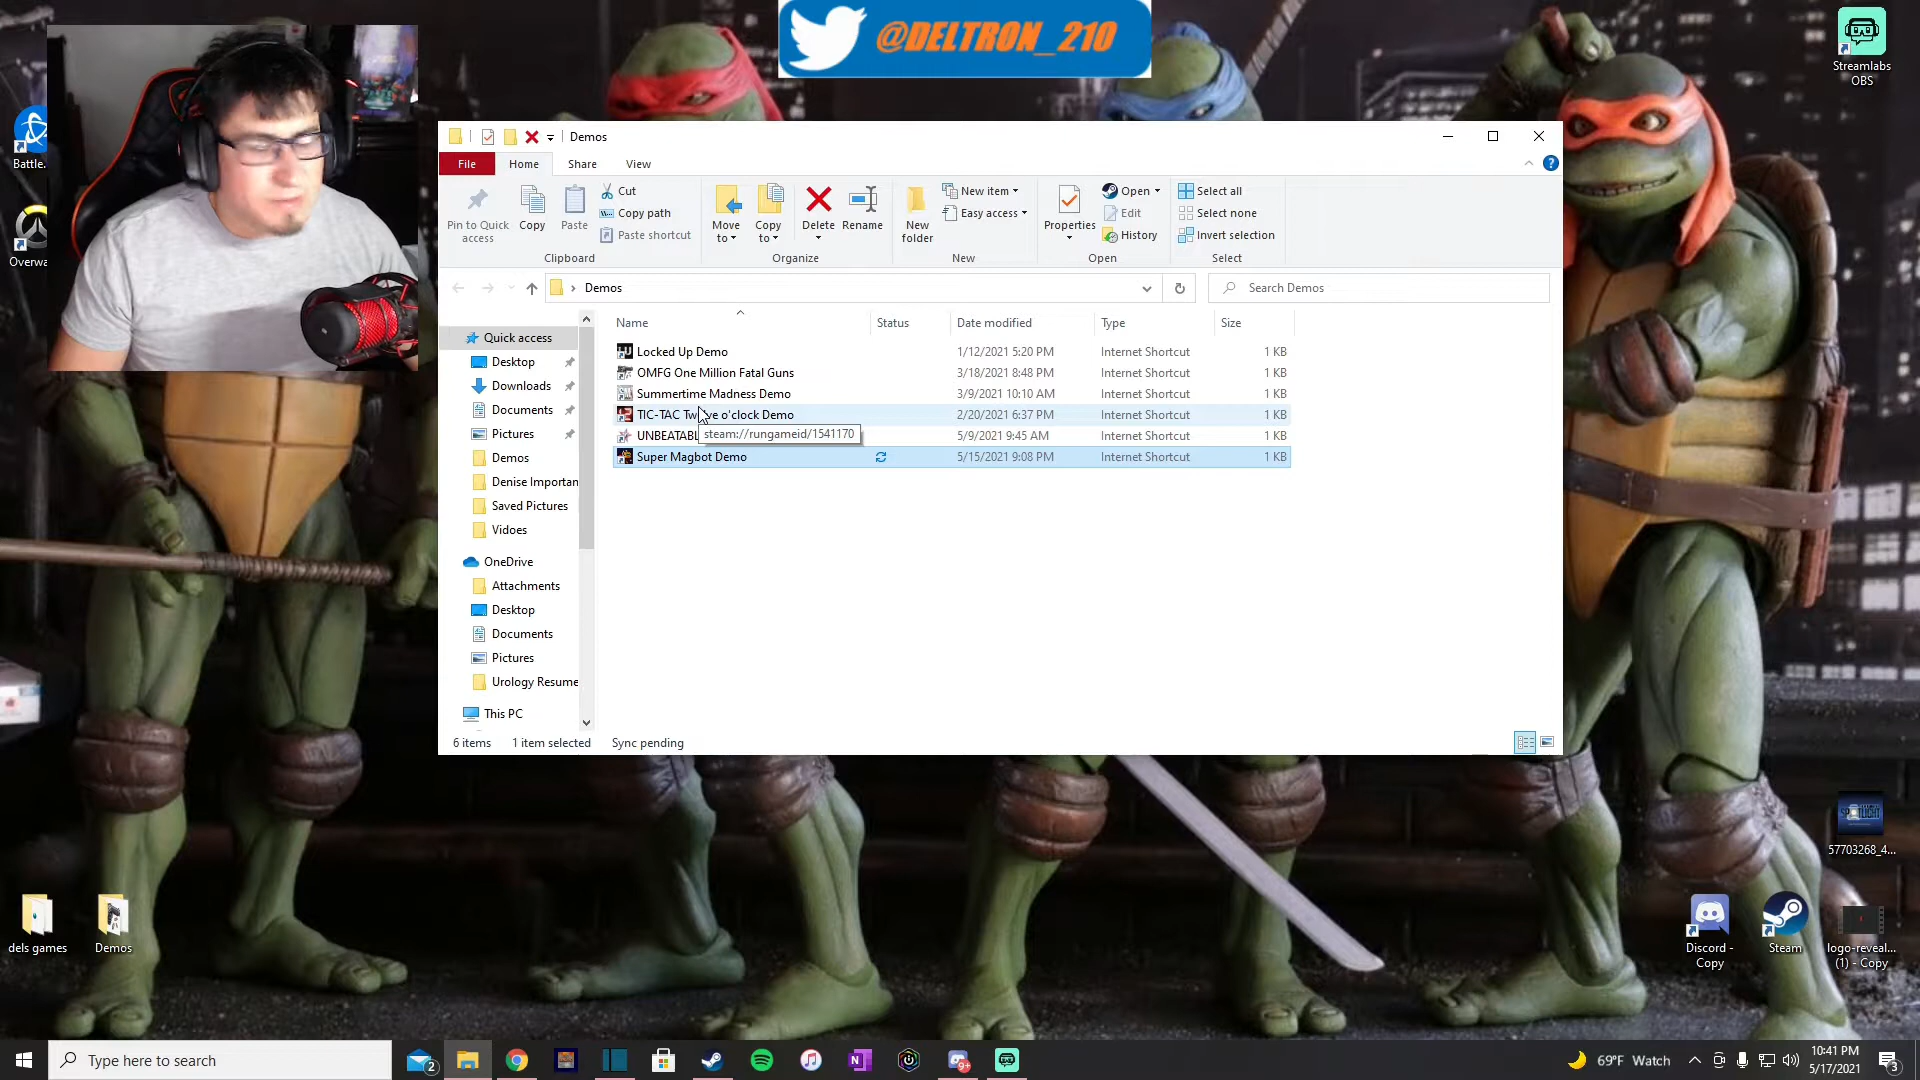 @DELTRON_210
Streamlabs OBS
Battle.
Overwa
Demos
File Home Share View
Pin to Quick access
Copy
Paste
Cut
Copy path
Paste shortcut
Clipboard
Move to
Copy to
Delete
Rename
Organize
New folder
New item
Easy access
New
Properties
Open
Edit
History
Open
Select all
Select none
Invert selection
Select
Demos
Search Demos
Name Status Date modified Type Size
Locked Up Demo 1/12/2021 5:20 PM Internet Shortcut 1 KB
OMFG One Million Fatal Guns 3/18/2021 8:48 PM Internet Shortcut 1 KB
Summertime Madness Demo 3/9/2021 10:10 AM Internet Shortcut 1 KB
TIC-TAC Twelve o'clock Demo 2/20/2021 6:37 PM Internet Shortcut 1 KB
steam://rungameid/1541170
UNBEATABL 5/9/2021 9:45 AM Internet Shortcut 1 KB
Super Magbot Demo 5/15/2021 9:08 PM Internet Shortcut 1 KB
Quick access
Desktop
Downloads
Documents
Pictures
Demos
Denise Importan
Saved Pictures
Vidoes
OneDrive
Attachments
Desktop
Documents
Pictures
Urology Resume
This PC
6 items 1 item selected Sync pending
57703268_4...
dels games
Demos
Discord - Copy
Steam
logo-reveal... (1) - Copy
Type here to search
2
9+
69°F Watch
10:41 PM
5/17/2021
3